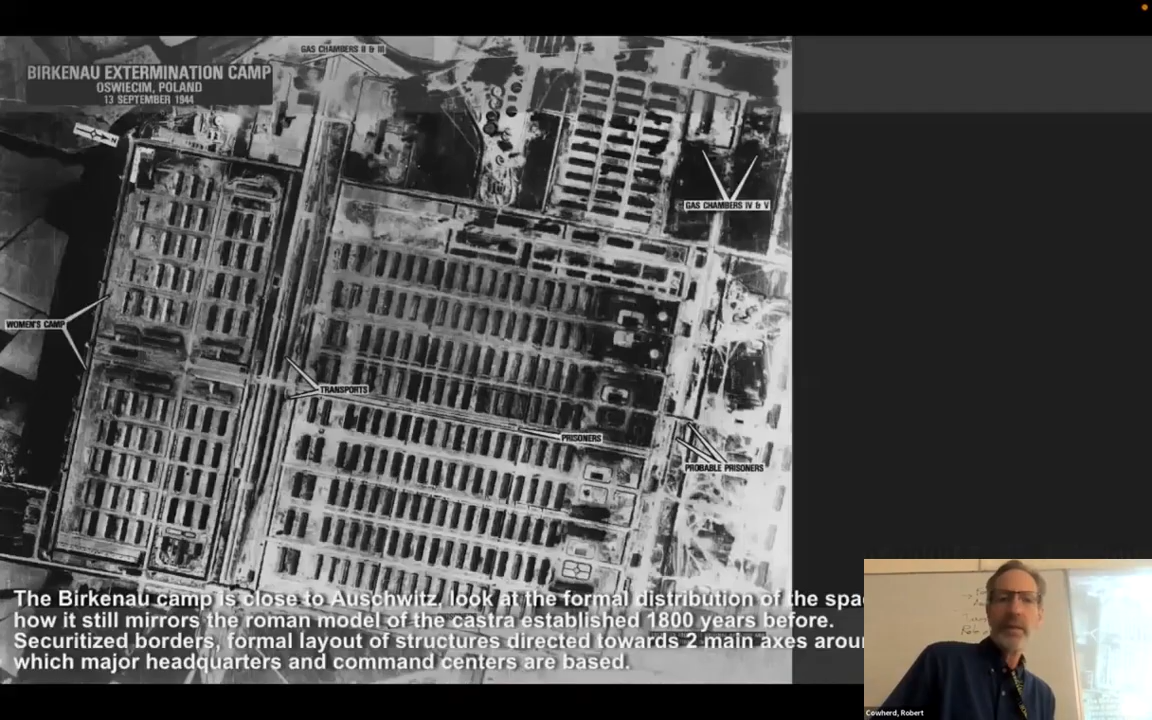 GAS CHAMBERS II & III
BIRKENAU EXTERMINATION CAMP
OSWIECIM, POLAND
13 SEPTEMBER 1944
N
GAS CHAMBERS IV & V
WOMEN'S CAMP
TRANSPORTS
PRISONERS
PROBABLE PRISONERS
The Birkenau camp is close to Auschwitz, look at the formal distribution of the spa
how it still mirrors the roman model of the castra established 1800 years before.
Securitized borders, formal layout of structures directed towards 2 main axes arou
which major headquarters and command centers are based.
Cowherd, Robert